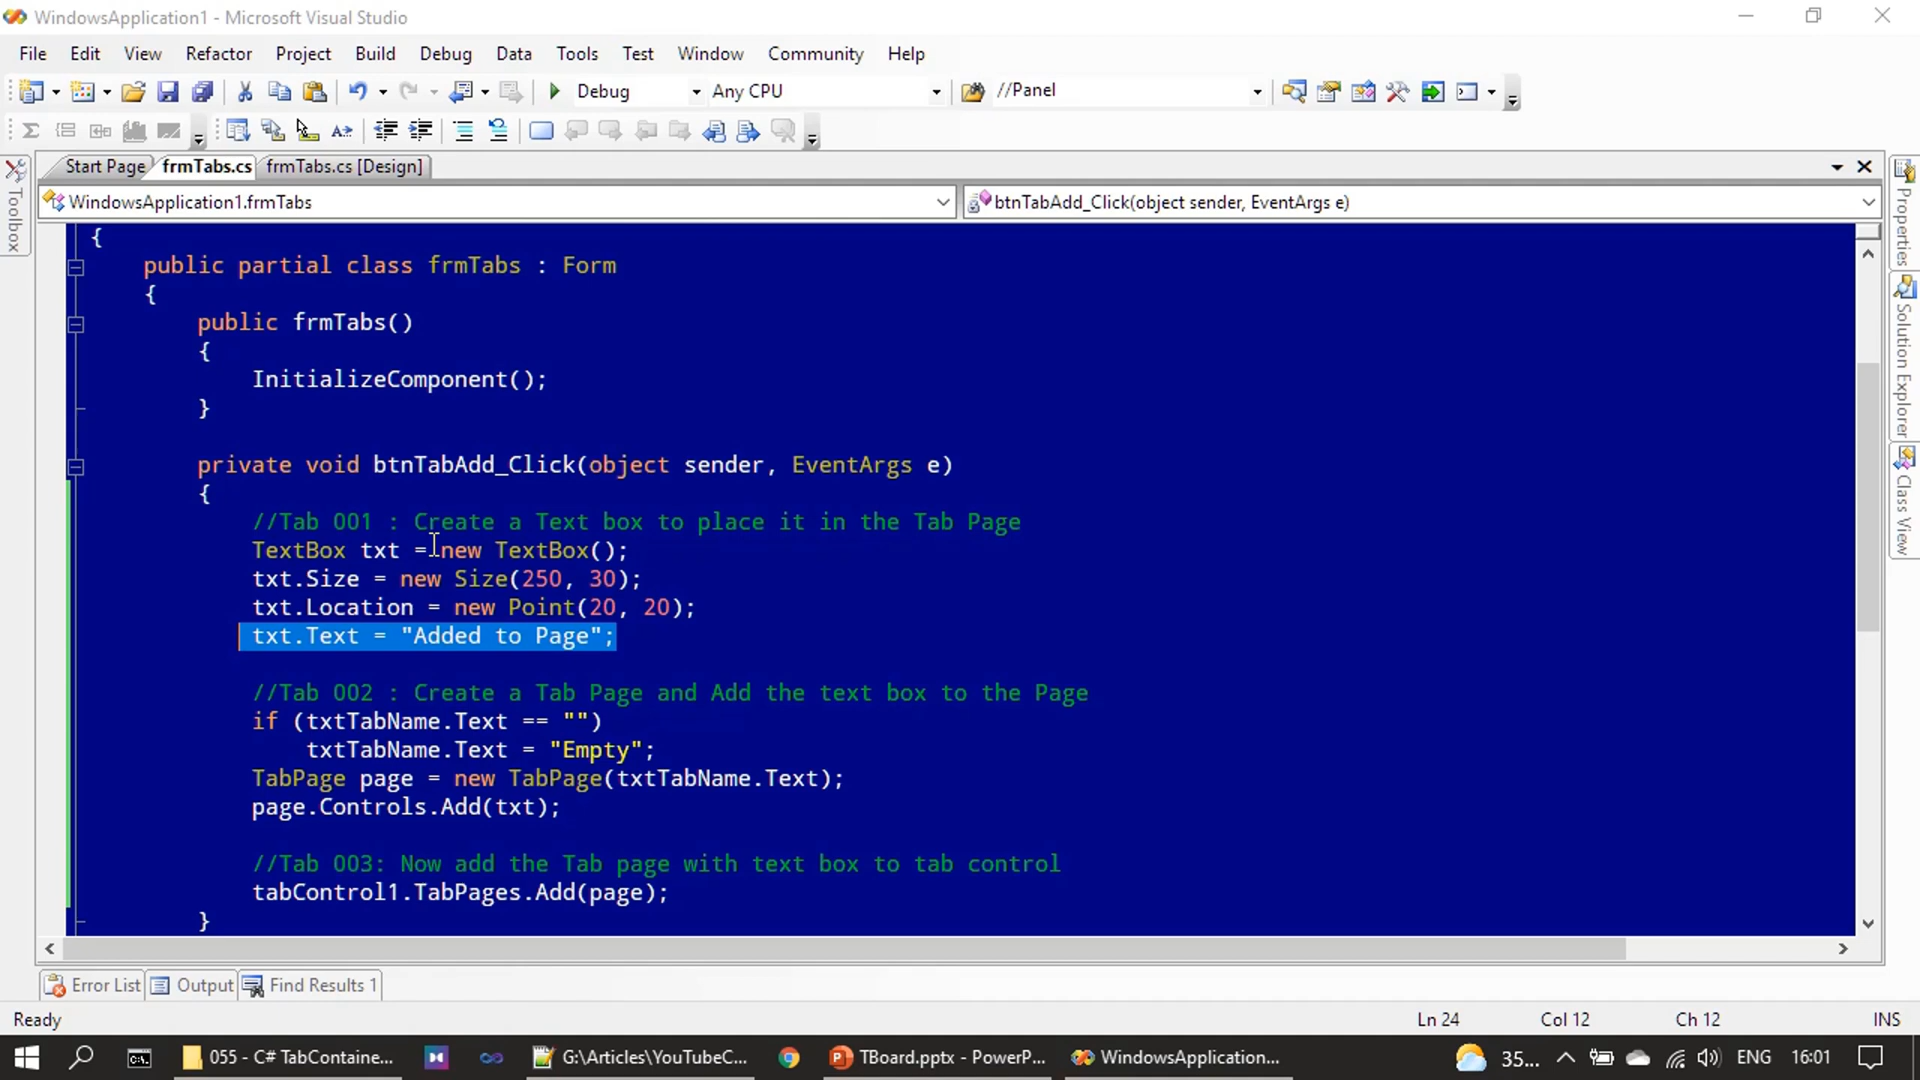 WindowsApplication1 - Microsoft Visual Studio
File Edit View Refactor Project Build Debug Data Tools Test Window Community Help
Debug Any CPU //Panel
Start Page frmTabs.cs frmTabs.cs [Design]
WindowsApplication1.frmTabs btnTabAdd_Click(object sender, EventArgs e)
Toolbox
Properties
Solution Explorer
Class View
{
public partial class frmTabs : Form
{
public frmTabs()
{
InitializeComponent();
}
private void btnTabAdd_Click(object sender, EventArgs e)
{
//Tab 001 : Create a Text box to place it in the Tab Page
TextBox txt = new TextBox();
txt.Size = new Size(250, 30);
txt.Location = new Point(20, 20);
txt.Text = "Added to Page";
//Tab 002 : Create a Tab Page and Add the text box to the Page
if (txtTabName.Text == "")
txtTabName.Text = "Empty";
TabPage page = new TabPage(txtTabName.Text);
page.Controls.Add(txt);
//Tab 003: Now add the Tab page with text box to tab control
tabControl1.TabPages.Add(page);
}
Error List Output Find Results 1
Ready Ln 24 Col 12 Ch 12 INS
055 - C# TabContaine... G:\Articles\YouTubeC... TBoard.pptx - PowerP... WindowsApplication... 35... ENG 16:01